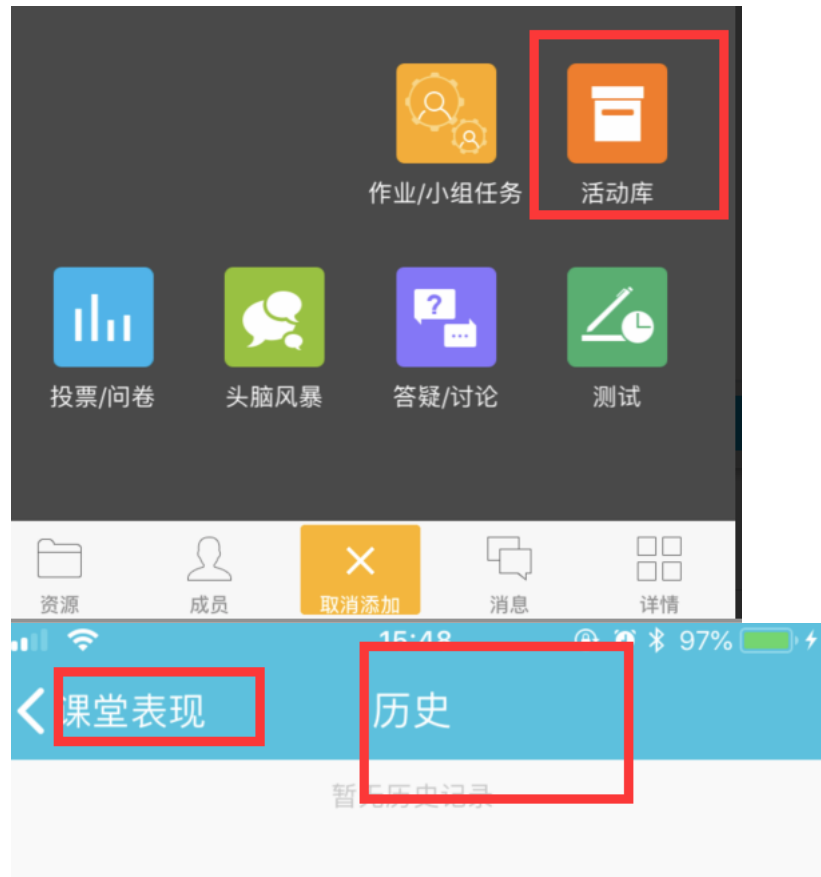 作业/小组任务 活动库
?
投票/问卷 头脑风暴 答疑/讨论 测试
资源 成员 取消添加 消息 详情
15:48 97%
课堂表现 历史
暂无历史记录